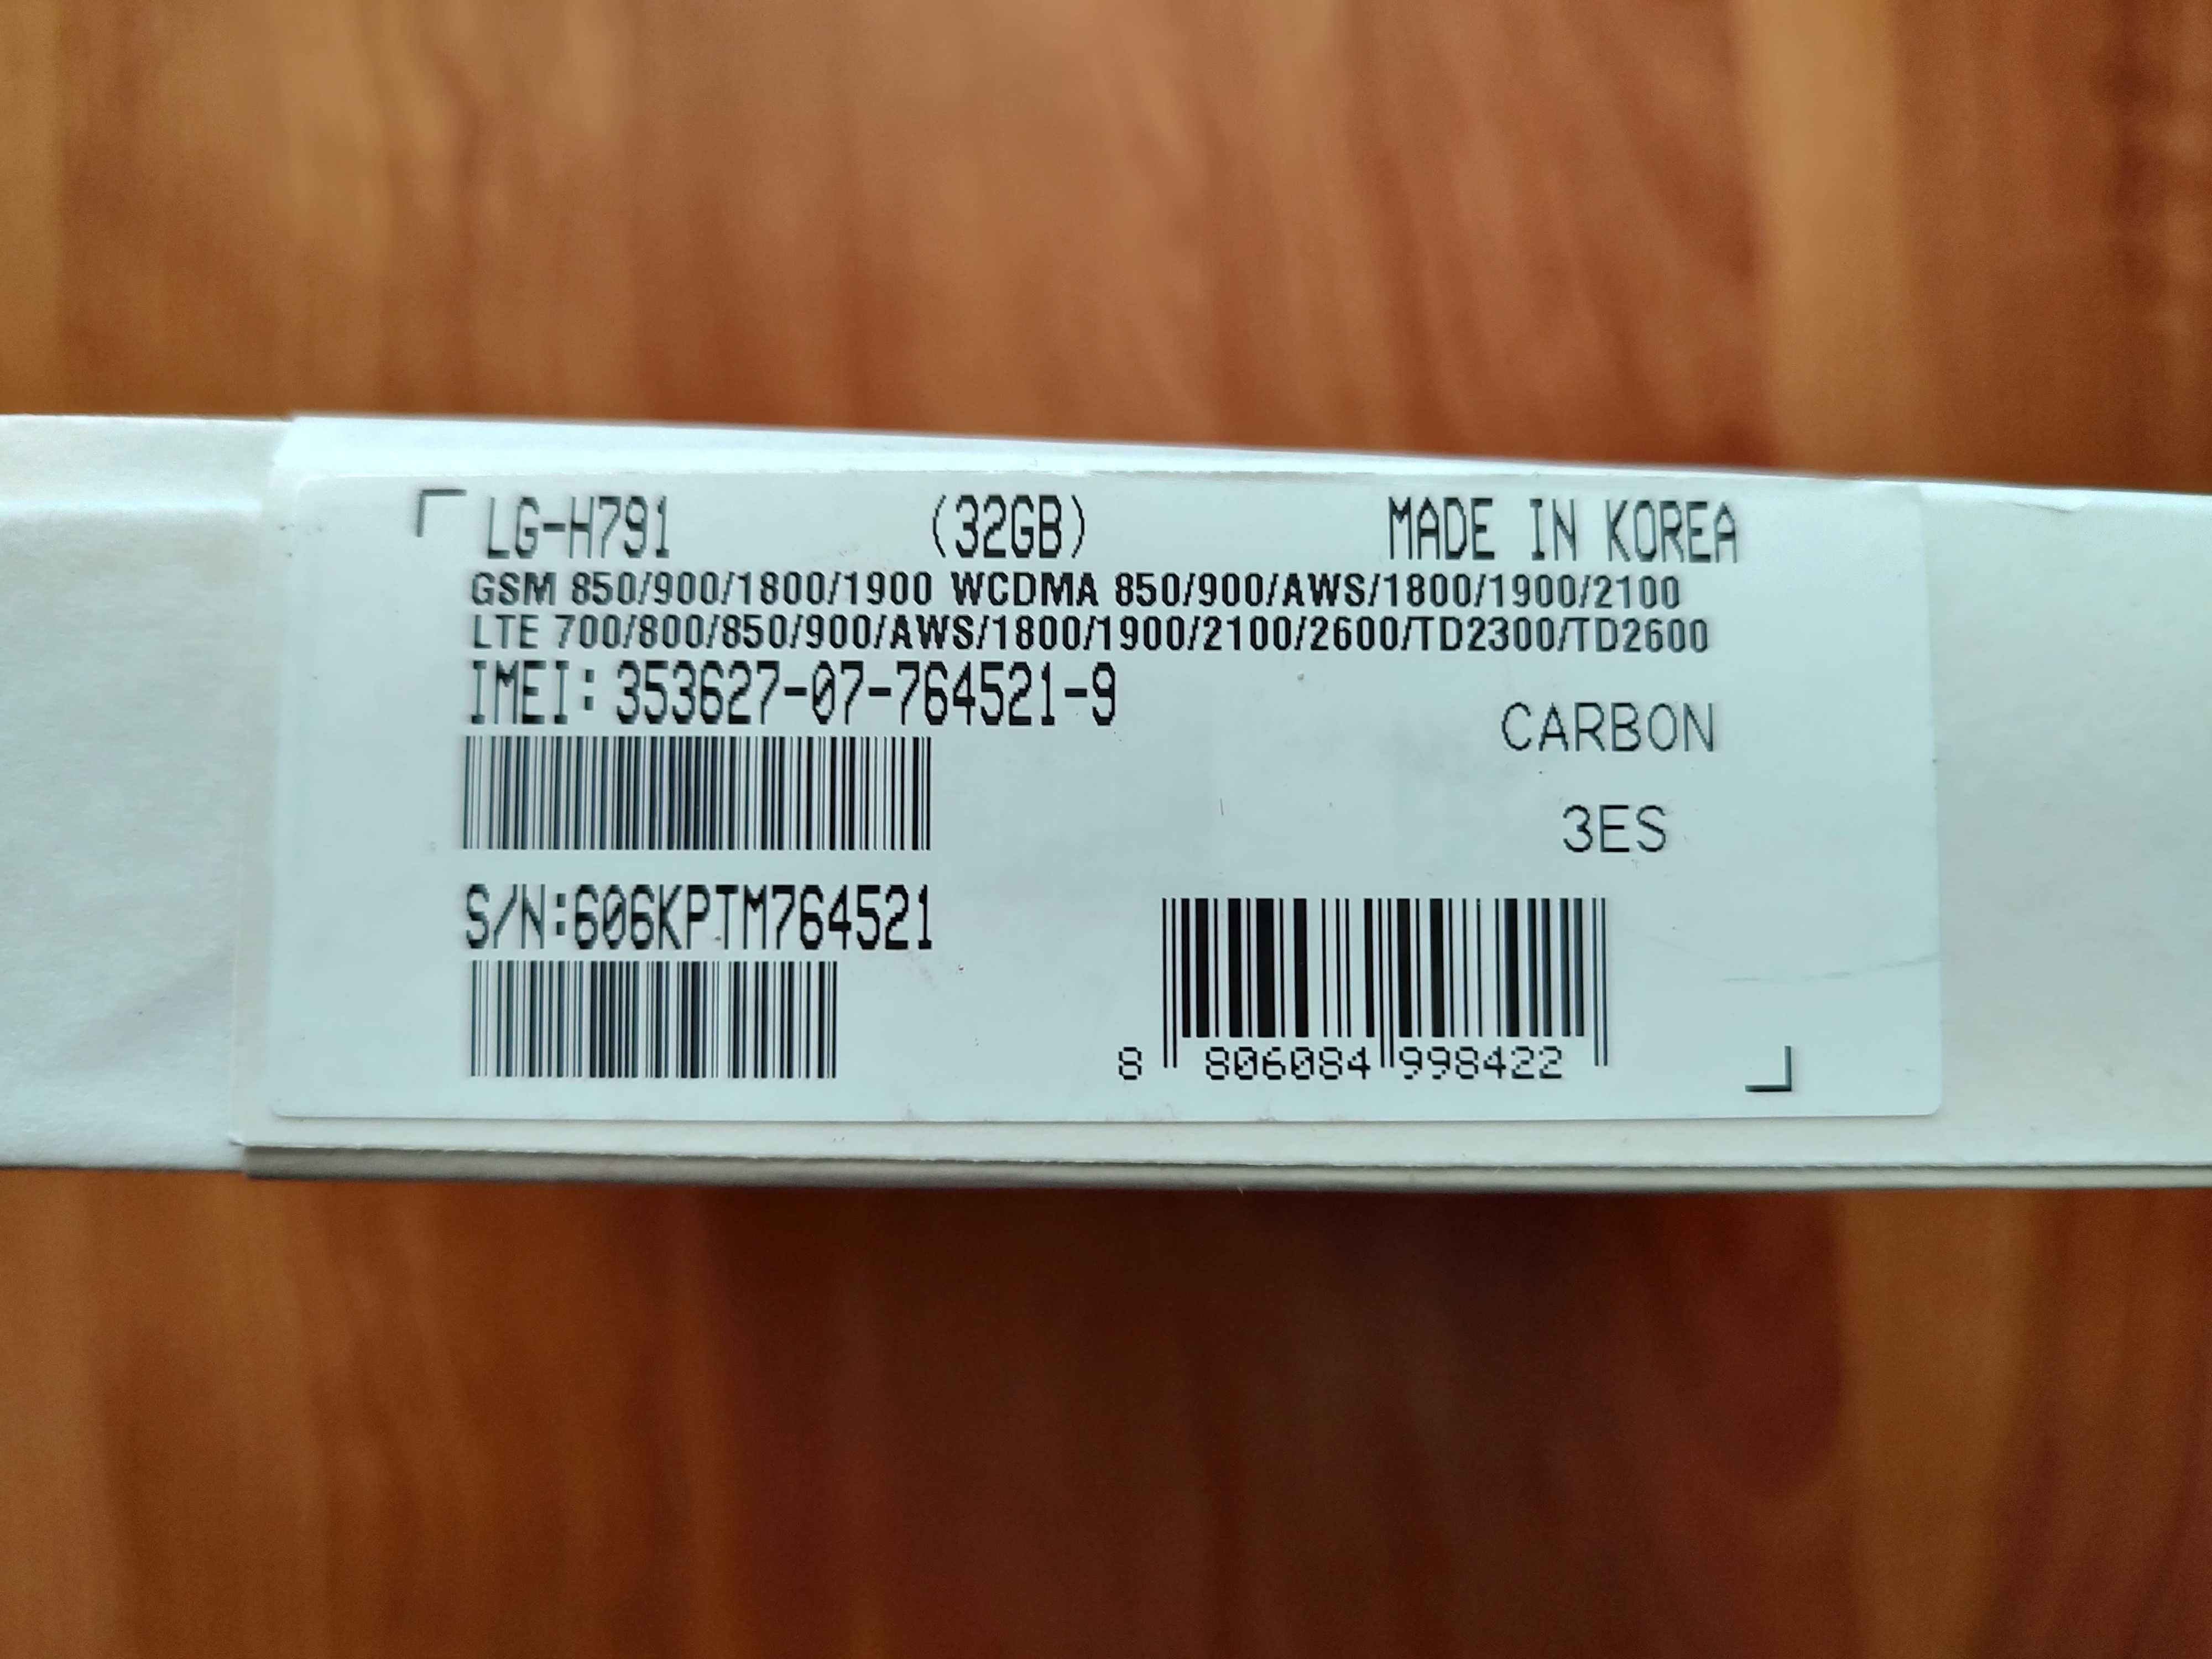 LG-H791 (32GB) MADE IN KOREA
GSM 850/900/1800/1900 WCDMA 850/900/AWS/1800/1900/2100
LTE 700/800/850/900/AWS/1800/1900/2100/2600/TD2300/TD2600
IMEI: 353627-07-764521-9
CARBON
3ES
S/N:606KPTM764521
8 806084 998422